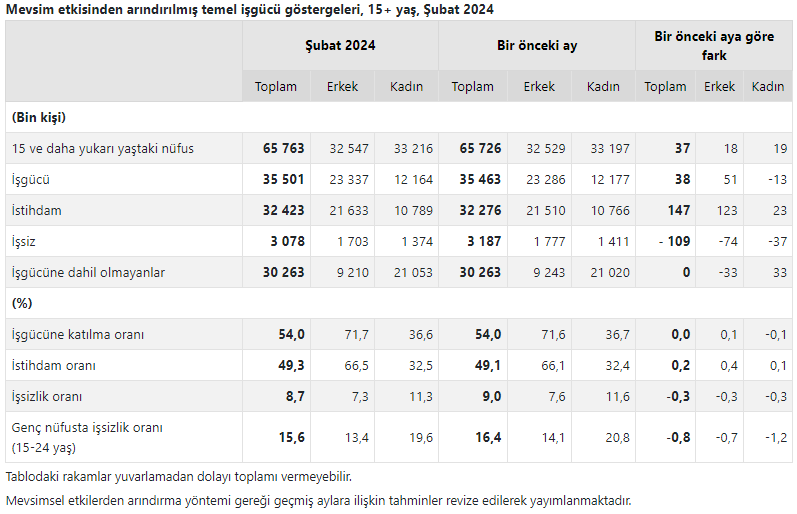 Mevsim etkisinden arındırılmış temel işgücü göstergeleri, 15+ yaş, Şubat 2024
Şubat 2024 Bir önceki ay Bir önceki aya göre
fark
Toplam Erkek Kadın Toplam Erkek Kadın Toplam Erkek Kadın
(Bin kişi)
15 ve daha yukarı yaştaki nüfus 65 763 32 547 33 216 65 726 32 529 33 197 37 18 19
İşgücü 35 501 23 337 12 164 35 463 23 286 12 177 38 51 -13
İstihdam 32 423 21 633 10 789 32 276 21 510 10 766 147 123 23
İşsiz 3 078 1 703 1 374 3 187 1 777 1 411 - 109 -74 -37
İşgücüne dahil olmayanlar 30 263 9 210 21 053 30 263 9 243 21 020 0 -33 33
(%)
İşgücüne katılma oranı 54,0 71,7 36,6 54,0 71,6 36,7 0,0 0,1 -0,1
İstihdam oranı 49,3 66,5 32,5 49,1 66,1 32,4 0,2 0,4 0,1
İşsizlik oranı 8,7 7,3 11,3 9,0 7,6 11,6 -0,3 -0,3 -0,3
Genç nüfusta işsizlik oranı
(15-24 yaş) 15,6 13,4 19,6 16,4 14,1 20,8 -0,8 -0,7 -1,2
Tablodaki rakamlar yuvarlamadan dolayı toplamı vermeyebilir.
Mevsimsel etkilerden arındırma yöntemi gereği geçmiş aylara ilişkin tahminler revize edilerek yayımlanmaktadır.